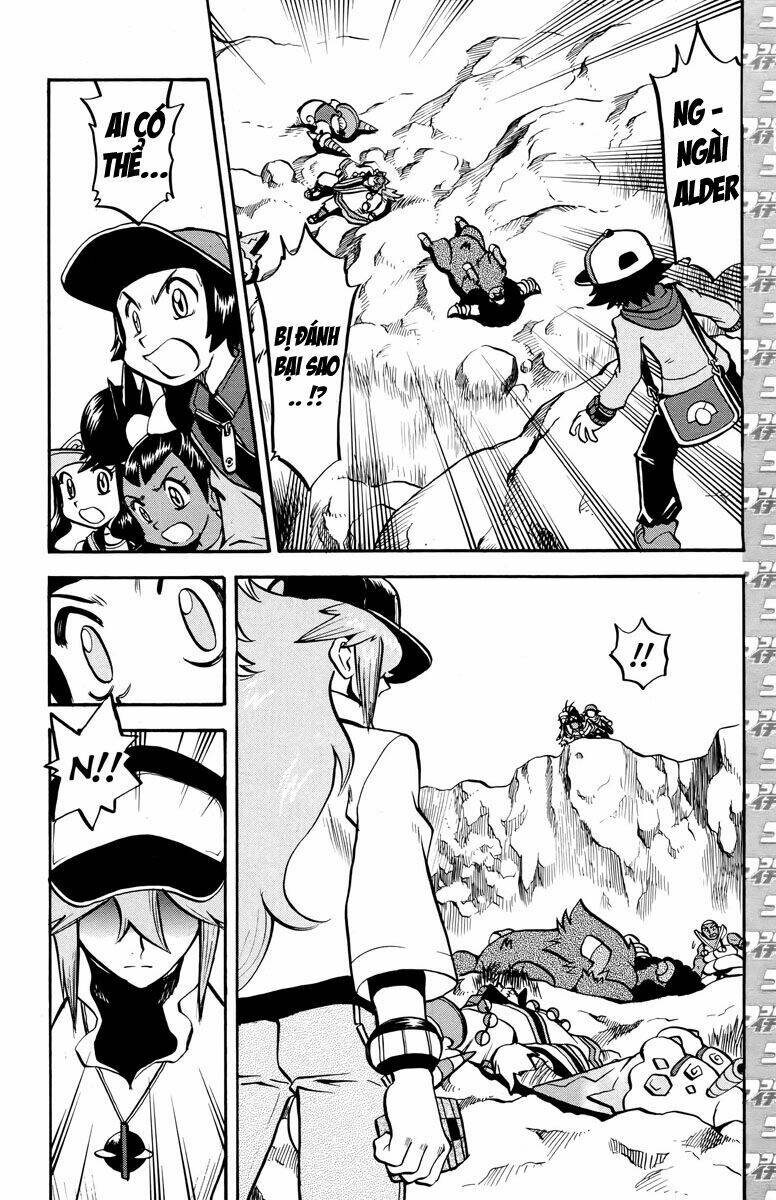 NG -
NGÀI
ALDER
BỊ ĐÁNH
BẠI SAO
.. !?
AI CÓ
THỂ...
!!
N!!